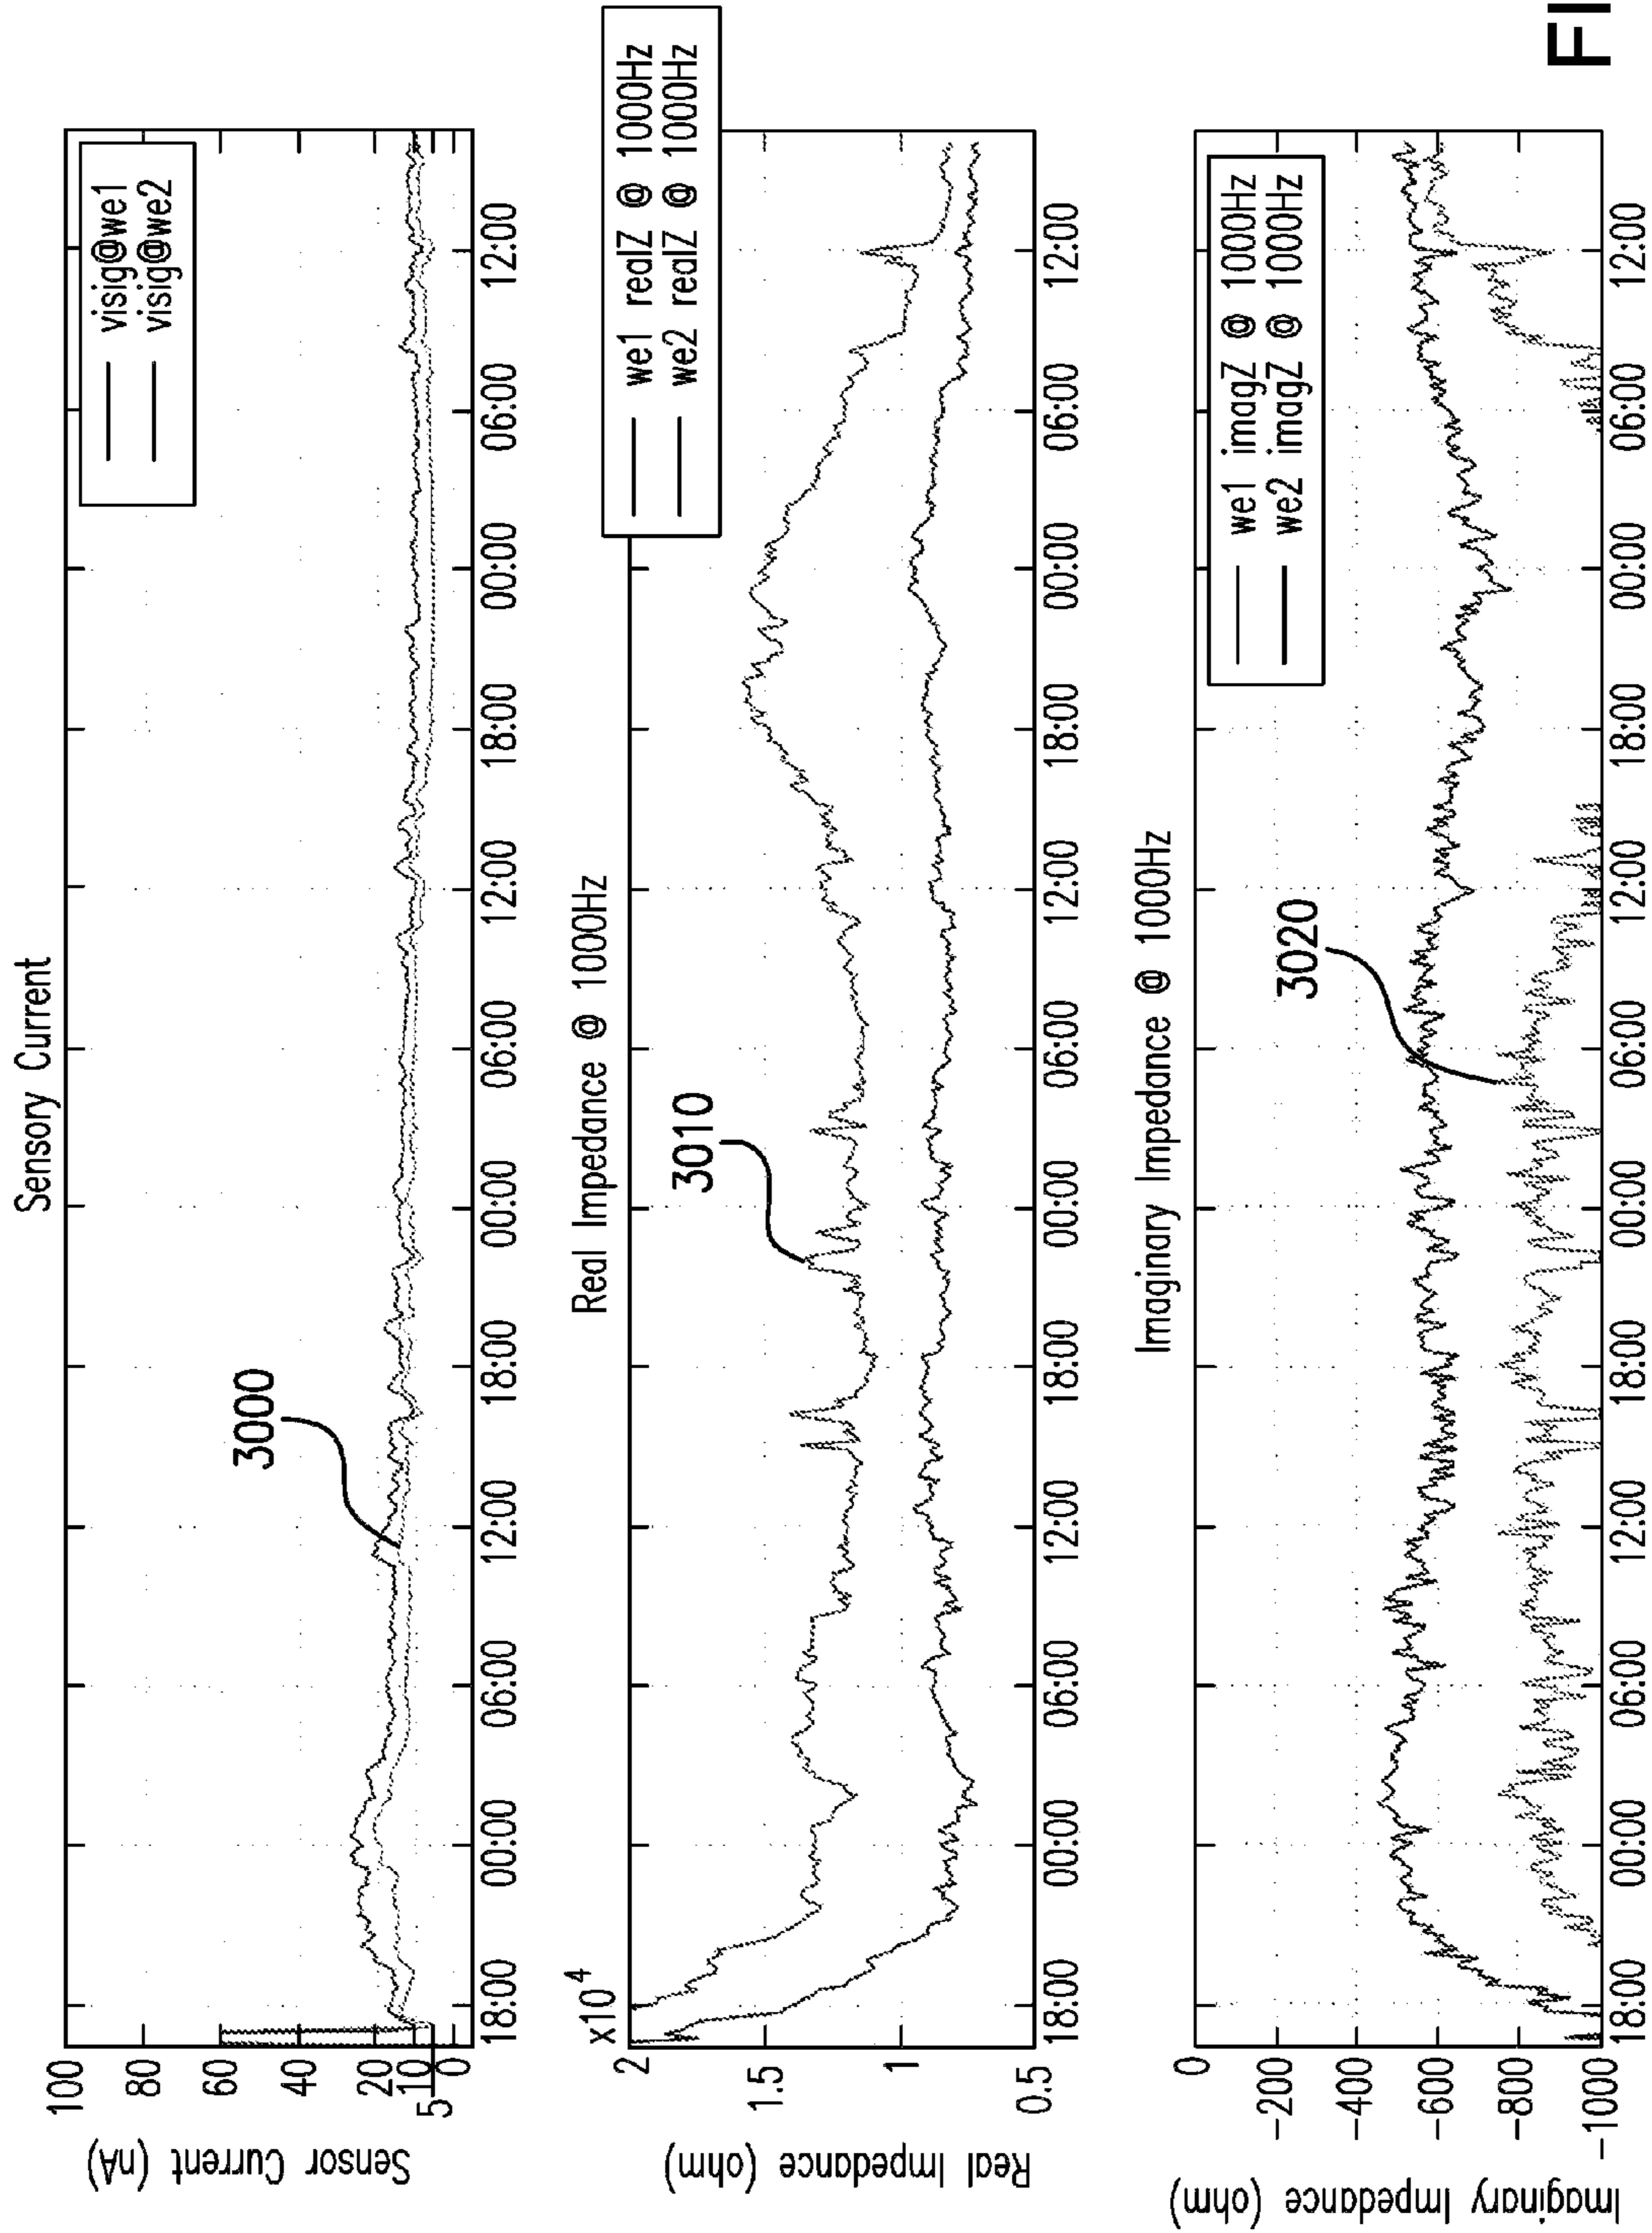 Sensory Current
Sensor Current (nA)
100
80
60
40
20
10
5
0
visig@we1
visig@we2
3000
18:00 00:00 06:00 12:00 18:00 00:00 06:00 12:00 18:00 00:00 06:00 12:00
Real Impedance @ 1000Hz
x10 4
Real Impedance (ohm)
2
1.5
1
0.5
we1 realZ @ 1000Hz
we2 realZ @ 1000Hz
3010
18:00 00:00 06:00 12:00 18:00 00:00 06:00 12:00 18:00 00:00 06:00 12:00
Imaginary Impedance @ 1000Hz
Imaginary Impedance (ohm)
0
-200
-400
-600
-800
-1000
we1 imagZ @ 1000Hz
we2 imagZ @ 1000Hz
3020
18:00 00:00 06:00 12:00 18:00 00:00 06:00 12:00 18:00 00:00 06:00 12:00